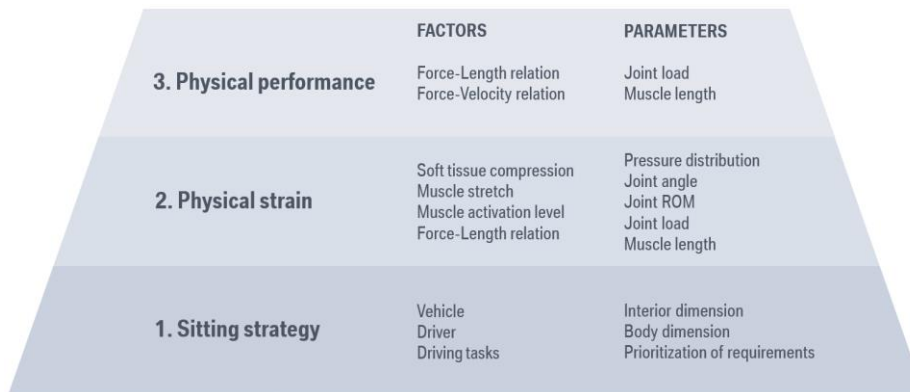 FACTORS PARAMETERS
3. Physical performance
Force-Length relation
Force-Velocity relation
Joint load
Muscle length
2. Physical strain
Soft tissue compression
Muscle stretch
Muscle activation level
Force-Length relation
Pressure distribution
Joint angle
Joint ROM
Joint load
Muscle length
1. Sitting strategy
Vehicle
Driver
Driving tasks
Interior dimension
Body dimension
Prioritization of requirements